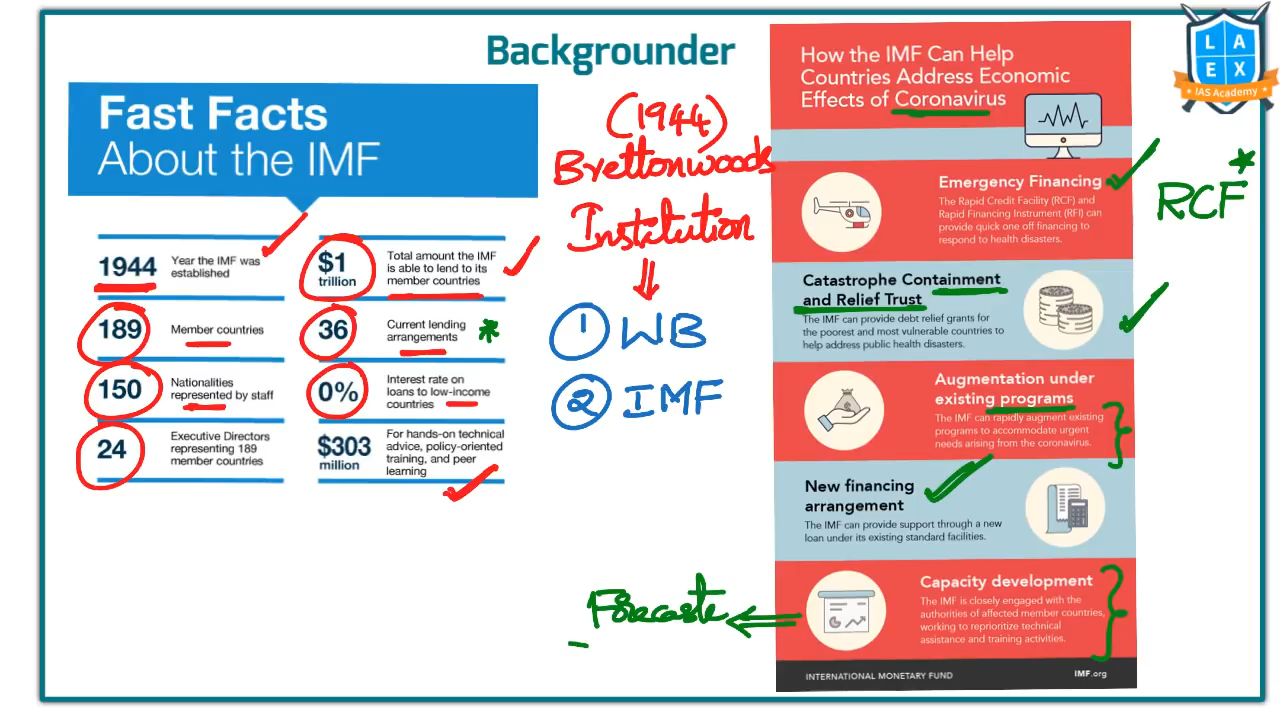 Backgrounder
Fast Facts
About the IMF
1944
Year the IMF was
established
$1
trillion
Total amount the IMF
is able to lend to its
member countries
189
Member countries
36
Current lending
arrangements
150
Nationalities
represented by staff
0%
Interest rate on
loans to low-income
countries
24
Executive Directors
representing 189
member countries
$303
million
For hands-on technical
advice, policy-oriented
training, and peer
learning
(1944)
Brettonwoods
Institution
1 WB
2 IMF
How the IMF Can Help
Countries Address Economic
Effects of Coronavirus
Emergency Financing
The Rapid Credit Facility (RCF) and
Rapid Financing Instrument (RFI) can
provide quick one off financing to
respond to health disasters.
RCF*
Catastrophe Containment
and Relief Trust
The IMF can provide debt relief grants for
the poorest and most vulnerable countries to
help address public health disasters.
Augmentation under
existing programs
The IMF can rapidly augment existing
programs to accommodate urgent
needs arising from the coronavirus.
New financing
arrangement
The IMF can provide support through a new
loan under its existing standard facilities.
Capacity development
The IMF is closely engaged with the
authorities of affected member countries,
working to reprioritize technical
assistance and training activities.
Forecaste
INTERNATIONAL MONETARY FUND
IMF.org
L A
E X
IAS Academy